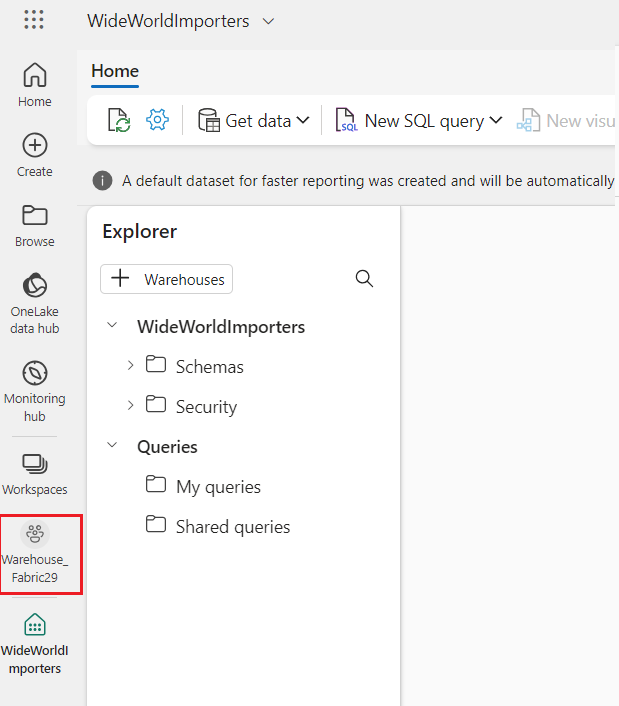 WideWorldImporters
Home
Home
Get data
SQL
New SQL query
New visu
Create
A default dataset for faster reporting was created and will be automatically
Browse
Explorer
Warehouses
OneLake
data hub
WideWorldImporters
Schemas
Monitoring
hub
Security
Queries
Workspaces
My queries
Shared queries
Warehouse_
Fabric29
WideWorldI
mporters